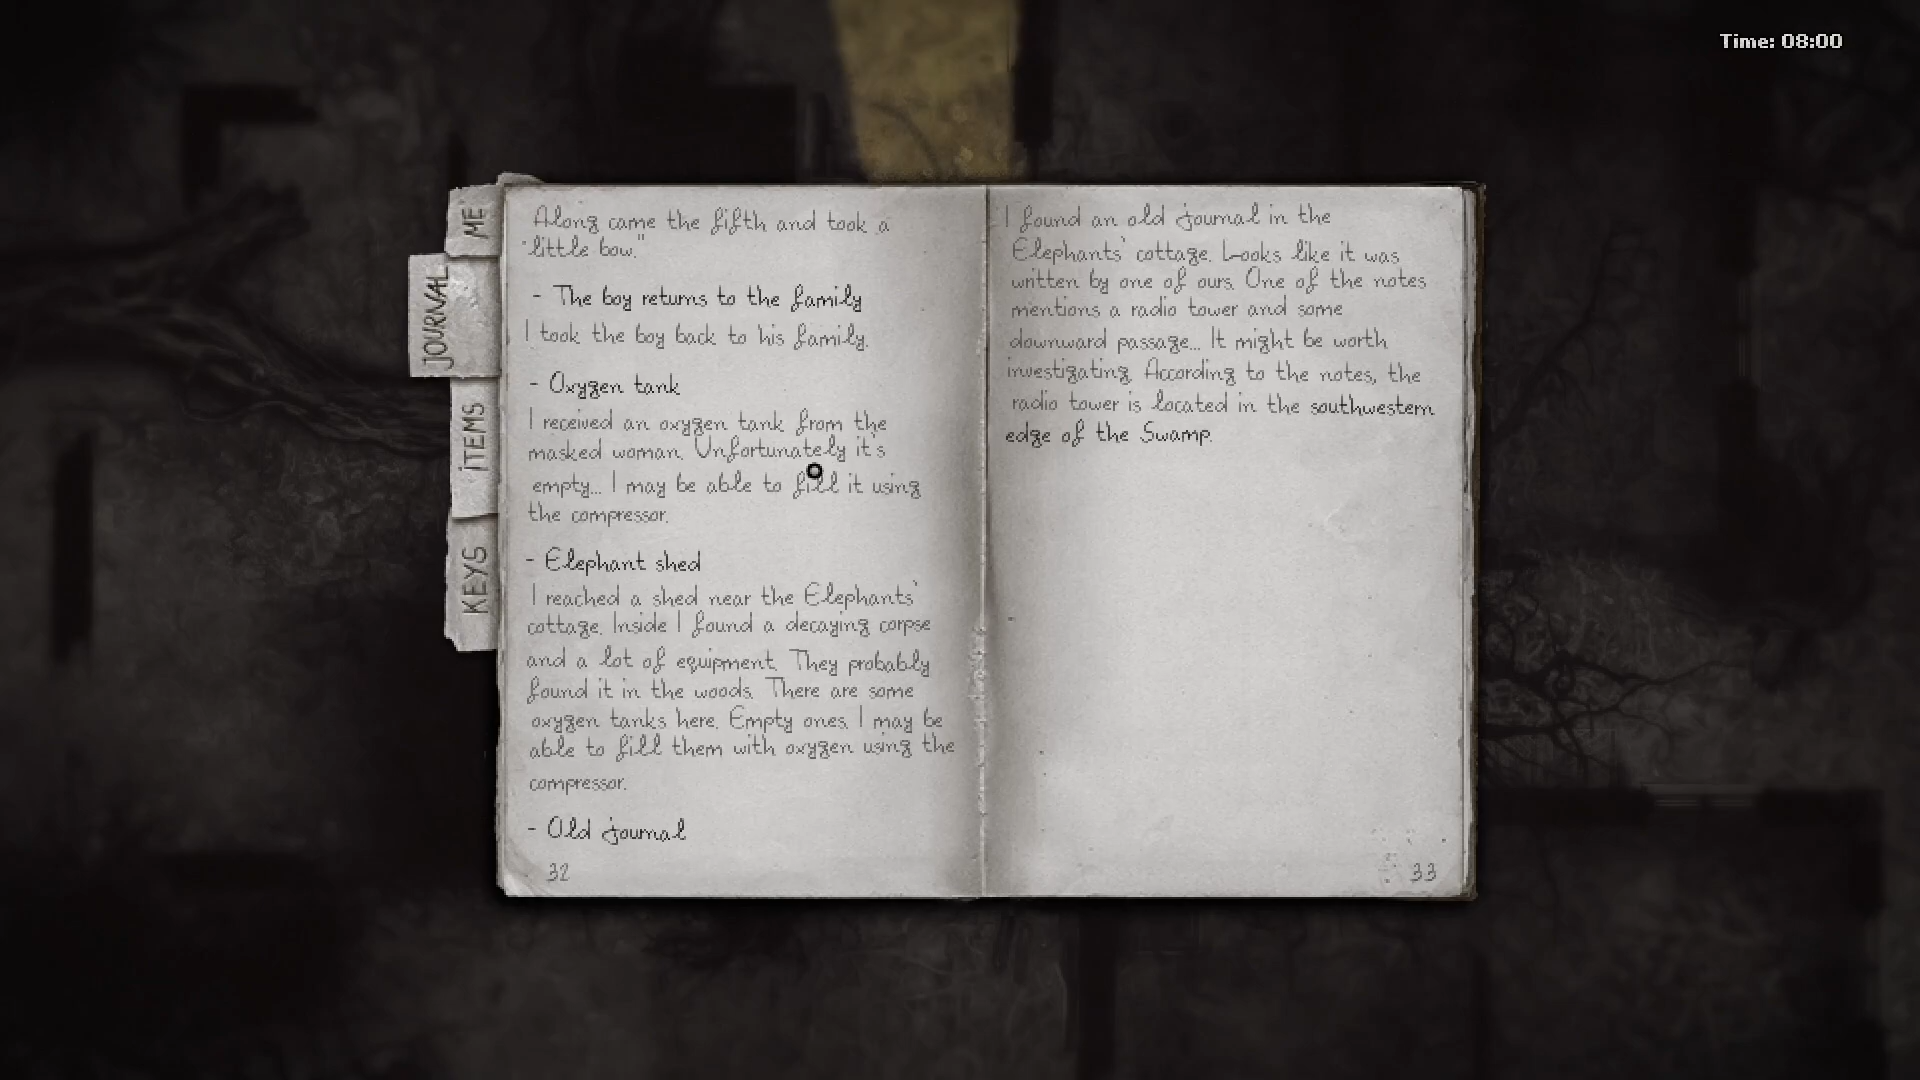 Time: 08:00
ME
JOURNAL
ITEMS
KEYS
Along came the fifth and took a
"little bow."
- The boy returns to the family
I took the boy back to his family.
- Oxygen tank
I received an oxygen tank from the
masked woman. Unfortunately it's
empty... I may be able to fill it using
the compressor.
- Elephant shed
I reached a shed near the Elephants'
cottage. Inside I found a decaying corpse
and a lot of equipment. They probably
found it in the woods. There are some
oxygen tanks here. Empty ones. I may be
able to fill them with oxygen using the
compressor.
- Old journal
32
I found an old journal in the
Elephants' cottage. Looks like it was
written by one of ours. One of the notes
mentions a radio tower and some
downward passage... It might be worth
investigating. According to the notes, the
radio tower is located in the southwestern
edge of the Swamp.
33